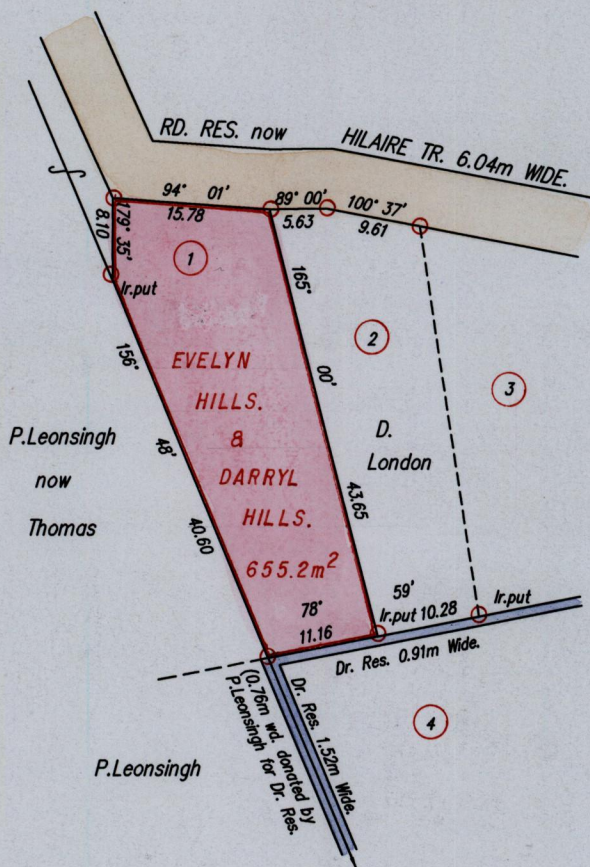 RD. RES. now HILAIRE TR. 6.04m WIDE.
94° 01'
15.78
89° 00'
5.63
100° 37'
9.61
179° 35'
8.10
Ir.put
1
165° 00'
43.65
2
3
156° 48'
40.60
EVELYN
HILLS.
&
DARRYL
HILLS.
655.2m²
D.
London
P.Leonsingh
now
Thomas
78° 59'
11.16
Ir.put
10.28
Ir.put
Dr. Res. 0.91m Wide.
Dr. Res. 1.52m Wide.
(0.76m wd. donated by
P.Leonsingh for Dr. Res.
4
P.Leonsingh